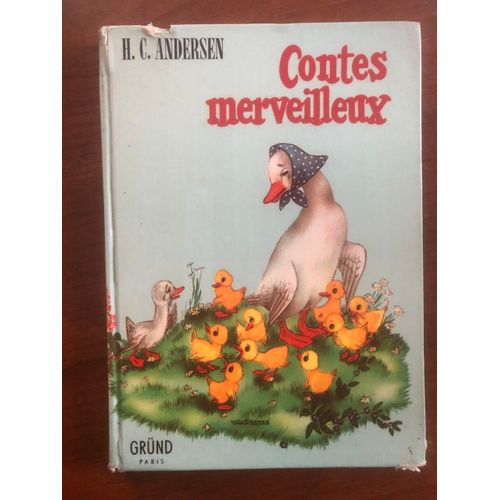 H. C. ANDERSEN
Contes
merveilleux
GRÜND
PARIS